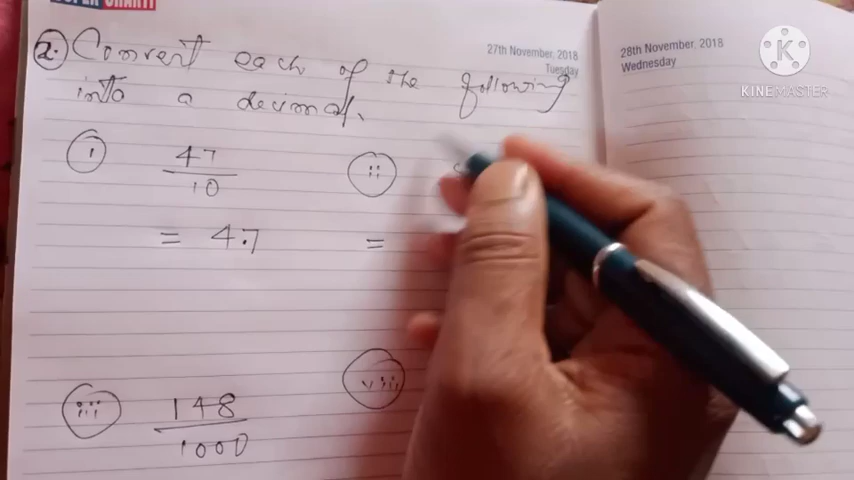 27th November, 2018
Tuesday
28th November, 2018
Wednesday
KINEMASTER
2. Convert each of the following
into a decimal.
i 47/10 ii
= 4.7 =
iii 148/1000 viii